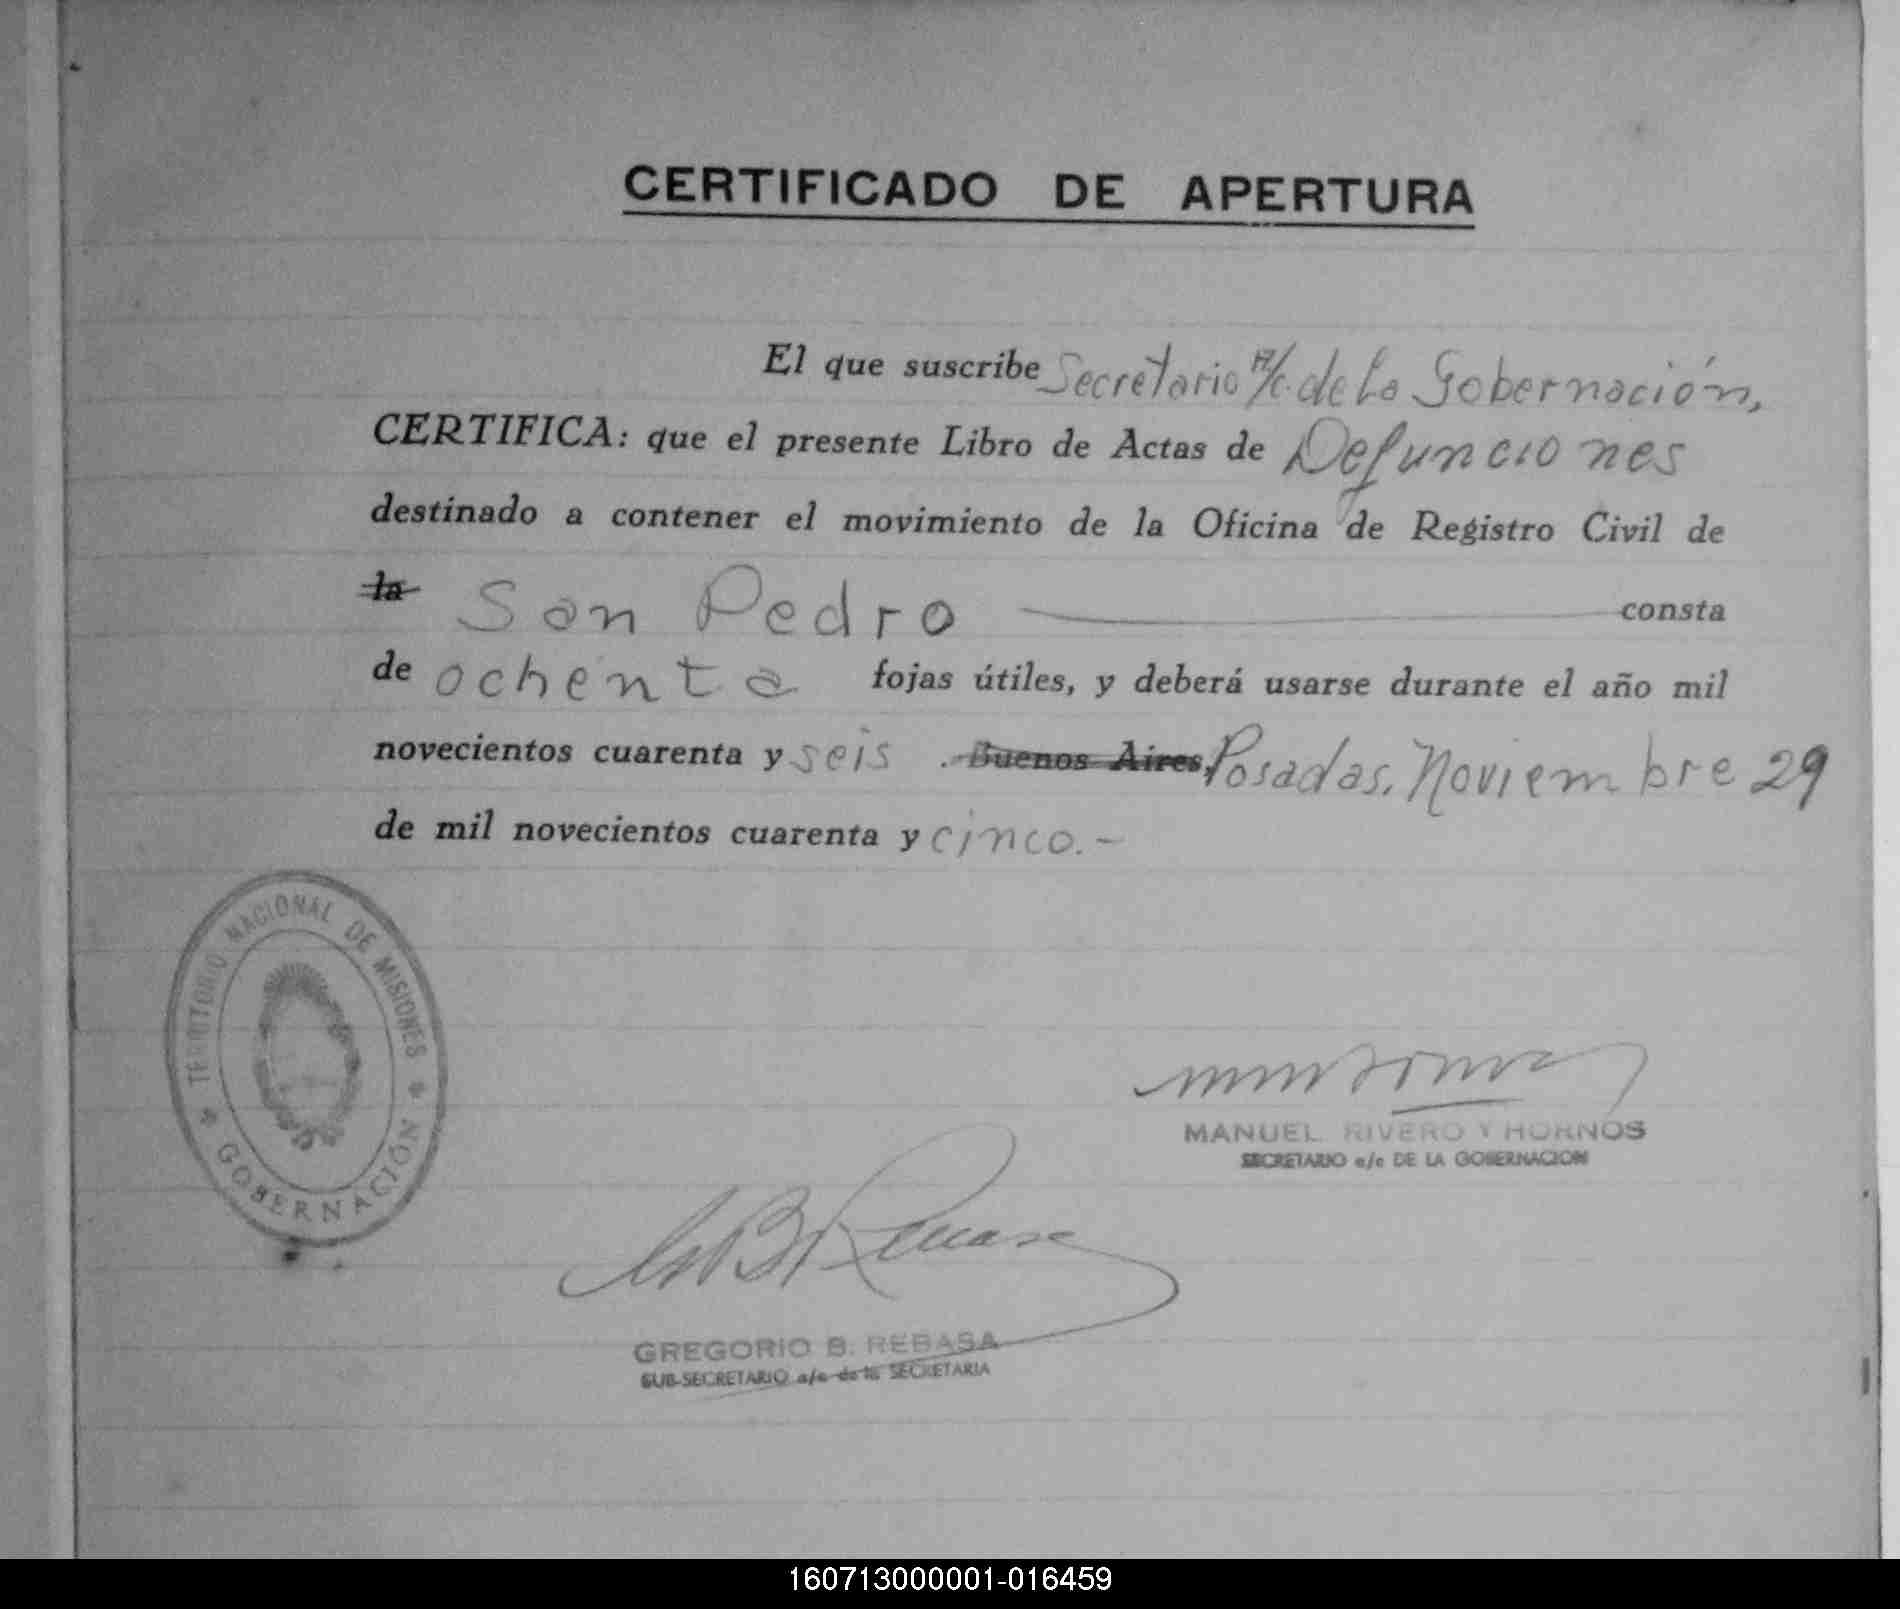 CERTIFICADO DE APERTURA
El que suscribe Secretario A/c. de La Gobernación,
CERTIFICA: que el presente Libro de Actas de Defunciones
destinado a contener el movimiento de la Oficina de Registro Civil de
la San Pedro consta
de ochenta fojas útiles, y deberá usarse durante el año mil
novecientos cuarenta y seis . Buenos Aires, Posadas, Noviembre 29
de mil novecientos cuarenta y cinco.-
TERRITORIO NACIONAL DE MISIONES
GOBERNACIÓN
MANUEL RIVERO Y HORNOS
SECRETARIO a/c DE LA GOBERNACION
GREGORIO B. REBASA
SUB-SECRETARIO a/c de la SECRETARIA
160713000001-016459